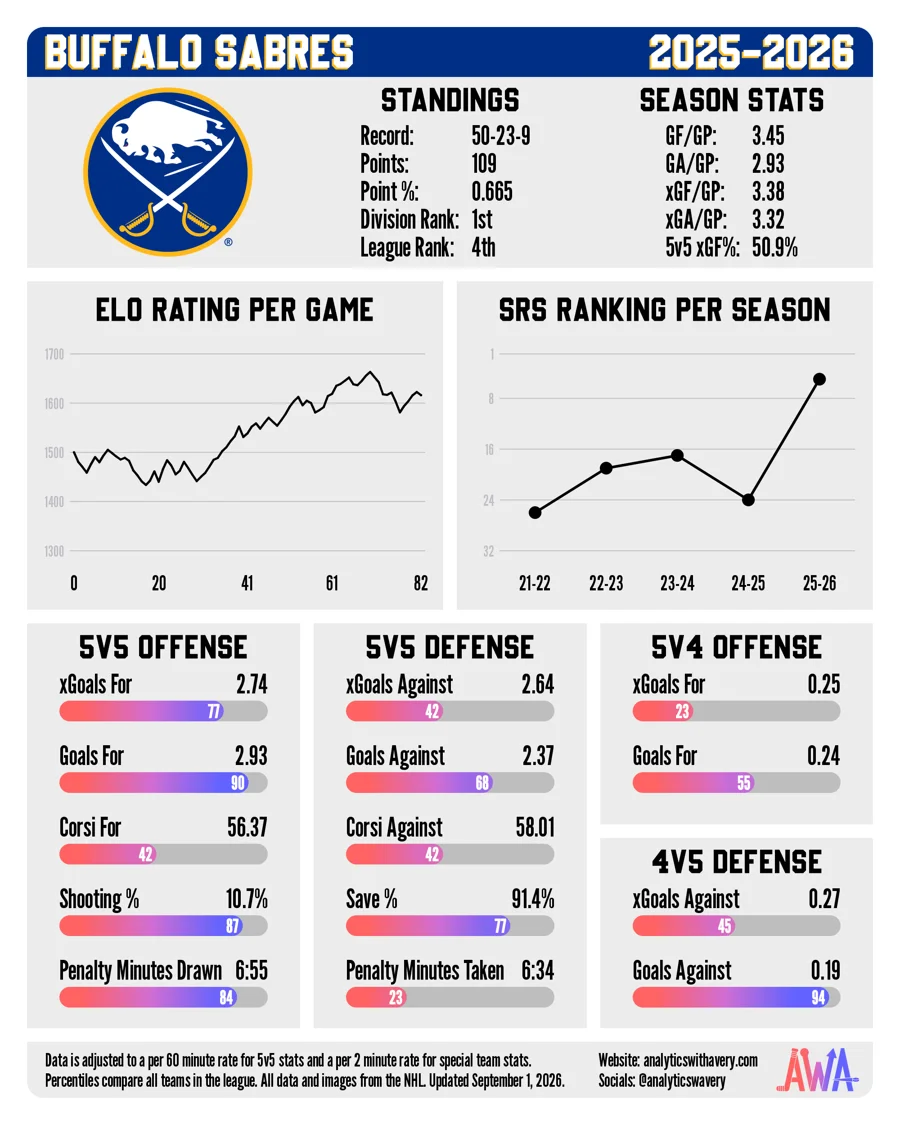 BUFFALO SABRES
2025-2026
STANDINGS
Record: 50-23-9
Points: 109
Point %: 0.665
Division Rank: 1st
League Rank: 4th
SEASON STATS
GF/GP: 3.45
GA/GP: 2.93
xGF/GP: 3.38
xGA/GP: 3.32
5v5 xGF%: 50.9%
®
ELO RATING PER GAME
1700
1600
1500
1400
1300
0 20 41 61 82
SRS RANKING PER SEASON
1
8
16
24
32
21-22 22-23 23-24 24-25 25-26
5V5 OFFENSE
xGoals For 2.74
77
Goals For 2.93
90
Corsi For 56.37
42
Shooting % 10.7%
87
Penalty Minutes Drawn 6:55
84
5V5 DEFENSE
xGoals Against 2.64
42
Goals Against 2.37
68
Corsi Against 58.01
42
Save % 91.4%
77
Penalty Minutes Taken 6:34
23
5V4 OFFENSE
xGoals For 0.25
23
Goals For 0.24
55
4V5 DEFENSE
xGoals Against 0.27
45
Goals Against 0.19
94
Data is adjusted to a per 60 minute rate for 5v5 stats and a per 2 minute rate for special team stats.
Percentiles compare all teams in the league. All data and images from the NHL. Updated September 1, 2026.
Website: analyticswithavery.com
Socials: @analyticswavery
AWA